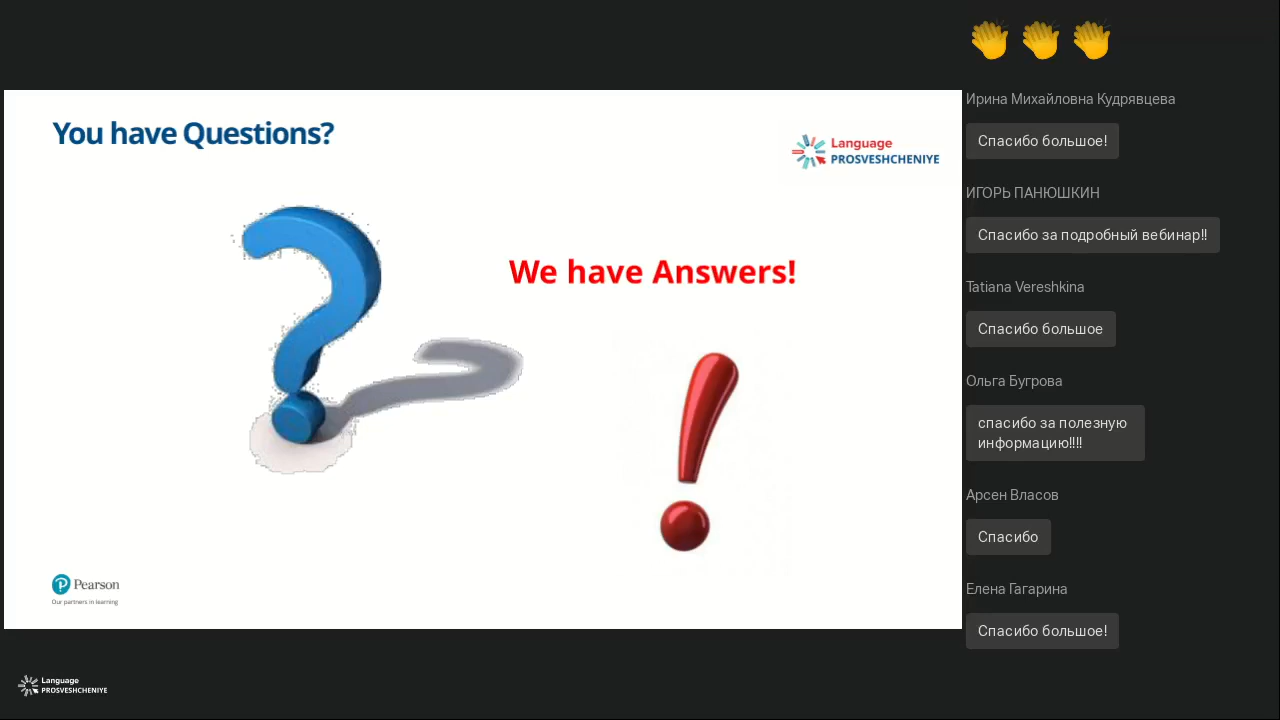 You have Questions?
Language
PROSVESHCHENIYE
We have Answers!
Pearson
Our partners in learning
Language
PROSVESHCHENIYE
Ирина Михайловна Кудрявцева
Спасибо большое!
ИГОРЬ ПАНЮШКИН
Спасибо за подробный вебинар!!
Tatiana Vereshkina
Спасибо большое
Ольга Бугрова
спасибо за полезную
информацию!!!!
Арсен Власов
Спасибо
Елена Гагарина
Спасибо большое!